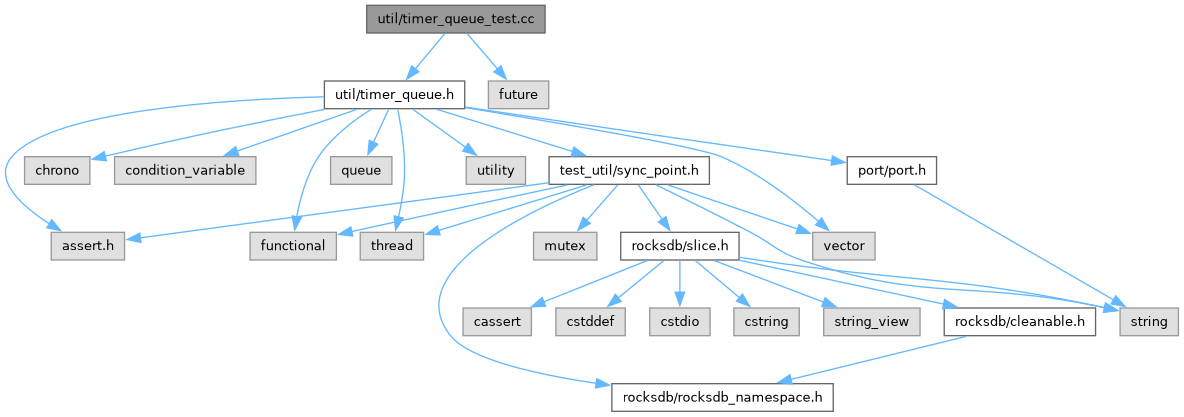 util/timer_queue_test.cc
util/timer_queue.h
future
chrono
condition_variable
queue
utility
test_util/sync_point.h
port/port.h
assert.h
functional
thread
mutex
rocksdb/slice.h
vector
cassert
cstddef
cstdio
cstring
string_view
rocksdb/cleanable.h
string
rocksdb/rocksdb_namespace.h